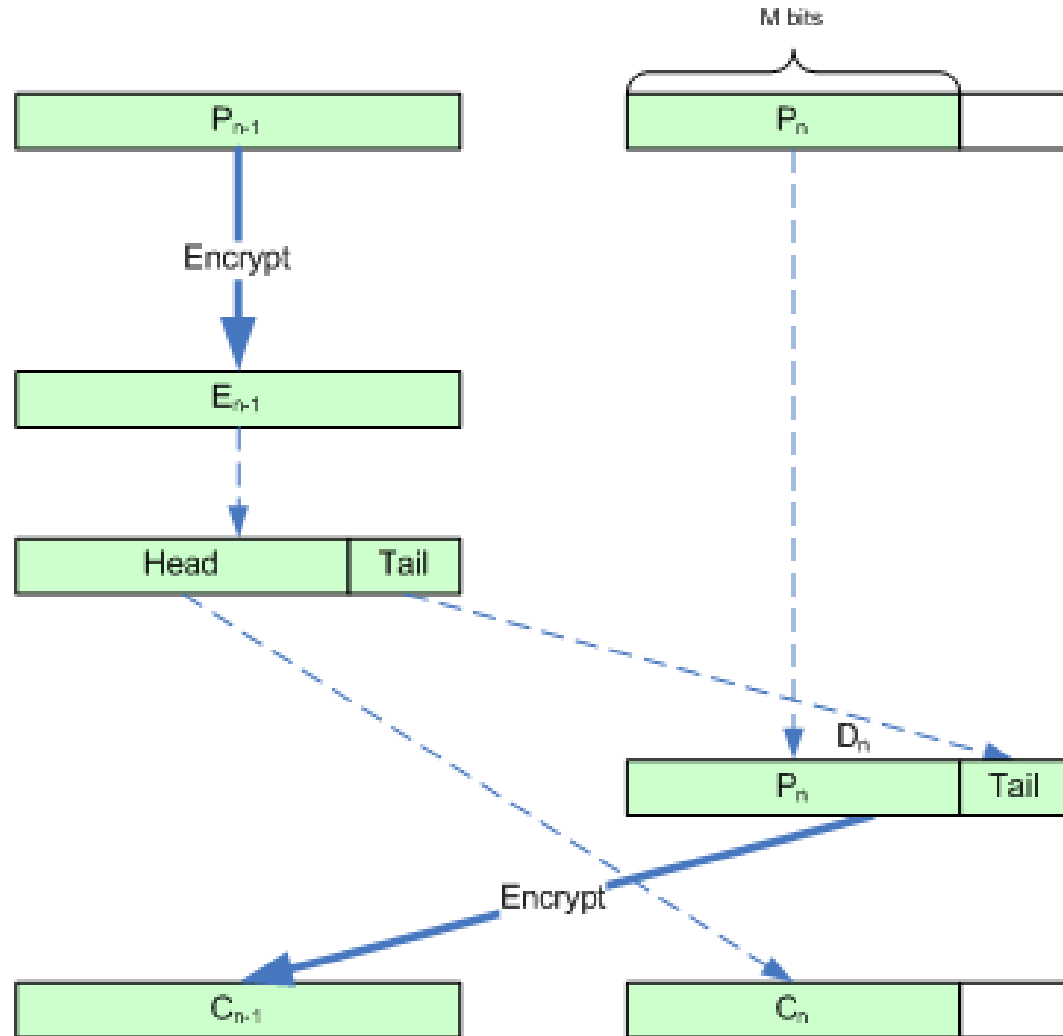 M bits
Pn-1 Pn
Encrypt
En-1
Head Tail
Dn
Pn Tail
Encrypt
Cn-1 Cn